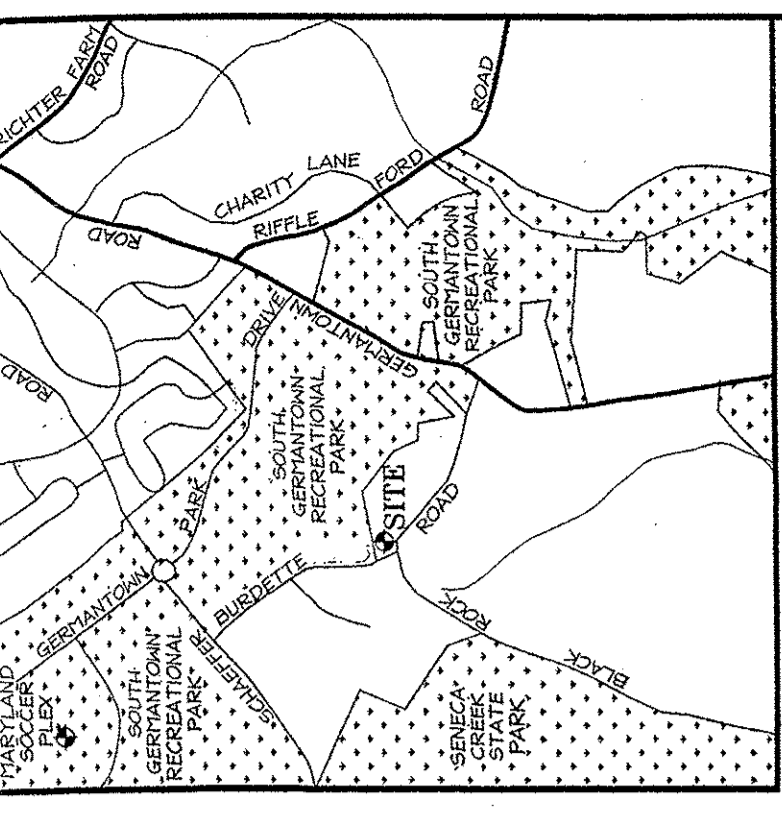 RICHTER FARM
ROAD
ROAD
CHARITY LANE
FORD
RIFFLE
ROAD
ROAD
SOUTH
GERMANTOWN
RECREATIONAL
PARK
DRIVE
GERMANTOWN
SOUTH
GERMANTOWN
RECREATIONAL
PARK
PARK
SITE
ROAD
GERMANTOWN
BURDETTE
MARYLAND
SOCCER
PLEX
SOUTH
GERMANTOWN
RECREATIONAL
PARK
SCHAEFFER
ROCK
BLACK
SENECA
CREEK
STATE
PARK